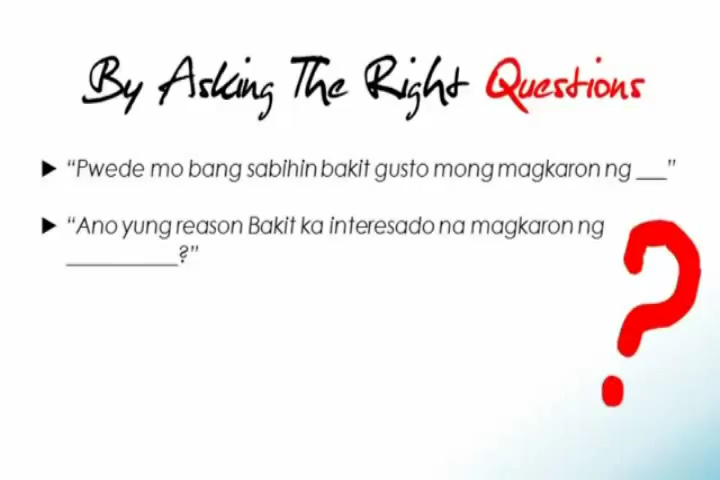 By Asking The Right Questions
"Pwede mo bang sabihin bakit gusto mong magkaron ng ___"
"Ano yung reason Bakit ka interesado na magkaron ng
___________?"
?